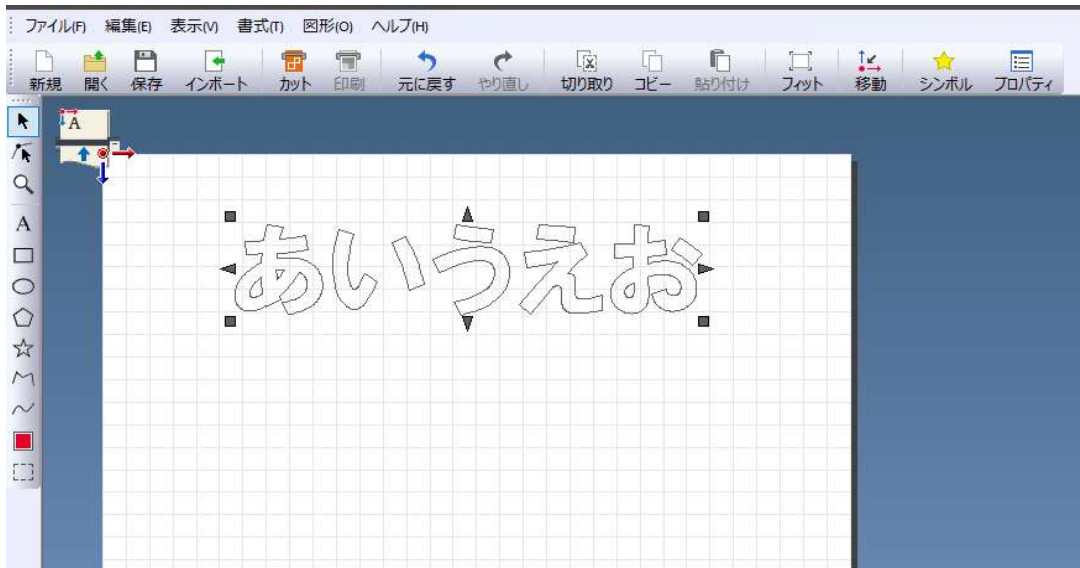 ファイル(F) 編集(E) 表示(V) 書式(T) 図形(O) ヘルプ(H)
新規 開く 保存 インポート カット 印刷 元に戻す やり直し 切り取り コピー 貼り付け フィット 移動 シンボル プロパティ
A
A
あいうえお